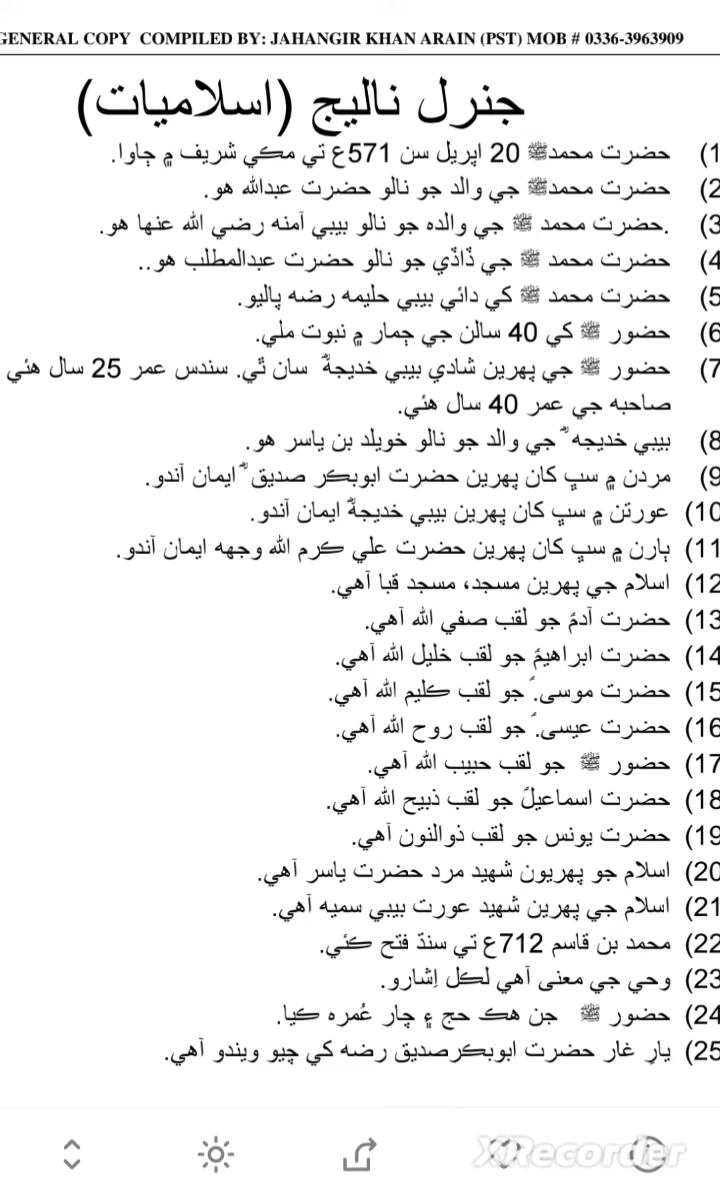 GENERAL COPY COMPILED BY: JAHANGIR KHAN ARAIN (PST) MOB # 0336-3963909
جنرل ناليج (اسلاميات)
1) حضرت محمدﷺ 20 اپريل سن 571ع تي مڪي شريف ۾ ڄاوا.
2) حضرت محمدﷺ جي والد جو نالو حضرت عبدالله هو.
3) .حضرت محمد ﷺ جي والده جو نالو بيبي آمنه رضي الله عنها هو.
4) حضرت محمد ﷺ جي ڏاڏي جو نالو حضرت عبدالمطلب هو..
5) حضرت محمد ﷺ کي دائي بيبي حليمه رضه پاليو.
6) حضور ﷺ کي 40 سالن جي ڄمار ۾ نبوت ملي.
7) حضور ﷺ جي پهرين شادي بيبي خديجهؓ سان ٿي. سندس عمر 25 سال هئي
صاحبه جي عمر 40 سال هئي.
8) بيبي خديجه ؓ جي والد جو نالو خويلد بن ياسر هو.
9) مردن ۾ سڀ کان پهرين حضرت ابوبڪر صديق ؓ ايمان آندو.
10) عورتن ۾ سڀ کان پهرين بيبي خديجهؓ ايمان آندو.
11) ٻارن ۾ سڀ کان پهرين حضرت علي ڪرم الله وجهه ايمان آندو.
12) اسلام جي پهرين مسجد، مسجد قبا آهي.
13) حضرت آدمؑ جو لقب صفي الله آهي.
14) حضرت ابراهيمؑ جو لقب خليل الله آهي.
15) حضرت موسى.ؑ جو لقب ڪليم الله آهي.
16) حضرت عيسى.ؑ جو لقب روح الله آهي.
17) حضور ﷺ جو لقب حبيب الله آهي.
18) حضرت اسماعيلؑ جو لقب ذبيح الله آهي.
19) حضرت يونس جو لقب ذوالنون آهي.
20) اسلام جو پهريون شهيد مرد حضرت ياسر آهي.
21) اسلام جي پهرين شهيد عورت بيبي سميه آهي.
22) محمد بن قاسم 712ع تي سنڌ فتح ڪئي.
23) وحي جي معنى آهي لڪل اِشارو.
24) حضور ﷺ جن هڪ حج ۽ چار عُمره ڪيا.
25) يارِ غار حضرت ابوبڪرصديق رضه کي چيو ويندو آهي.
XRecorder